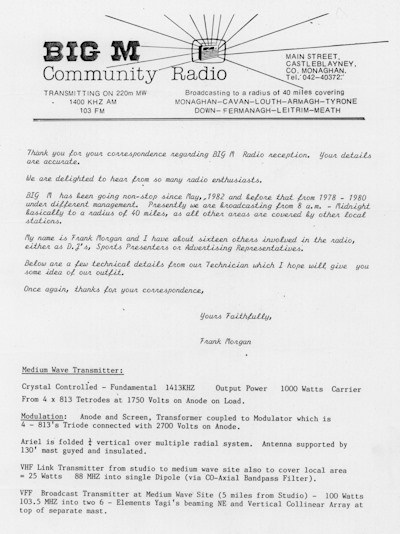 BIG M
Community Radio
MAIN STREET,
CASTLEBLAYNEY,
CO. MONAGHAN,
Tel. 042-40372.
TRANSMITTING ON 220m MW
1400 KHZ AM
103 FM
Broadcasting to a radius of 40 miles covering
MONAGHAN-CAVAN-LOUTH-ARMAGH-TYRONE
DOWN-FERMANAGH-LEITRIM-MEATH
Thank you for your correspondence regarding BIG M Radio reception. Your details
are accurate.
We are delighted to hear from so many radio enthusiasts.
BIG M has been going non-stop since May, 1982 and before that from 1978 - 1980
under different management. Presently we are broadcasting from 8 a.m. - Midnight
basically to a radius of 40 miles, as all other areas are covered by other local
stations.
My name is Frank Morgan and I have about sixteen others involved in the radio,
either as D.J's, Sports Presenters or Advertising Representatives.
Below are a few technical details from our Technician which I hope will give you
some idea of our outfit.
Once again, thanks for your correspondence,
Yours Faithfully,
Frank Morgan
Medium Wave Transmitter:
Crystal Controlled - Fundamental 1413KHZ Output Power 1000 Watts Carrier
From 4 x 813 Tetrodes at 1750 Volts on Anode on Load.
Modulation: Anode and Screen, Transformer coupled to Modulator which is
4 - 813's Triode connected with 2700 Volts on Anode.
Ariel is folded ¼ vertical over multiple radial system. Antenna supported by
130' mast guyed and insulated.
VHF Link Transmitter from studio to medium wave site also to cover local area
= 25 Watts 88 MHZ into single Dipole (via CO-Axial Bandpass Filter).
VFF Broadcast Transmitter at Medium Wave Site (5 miles from Studio) - 100 Watts
103.5 MHZ into two 6 - Elements Yagi's beaming NE and Vertical Collinear Array at
top of separate mast.